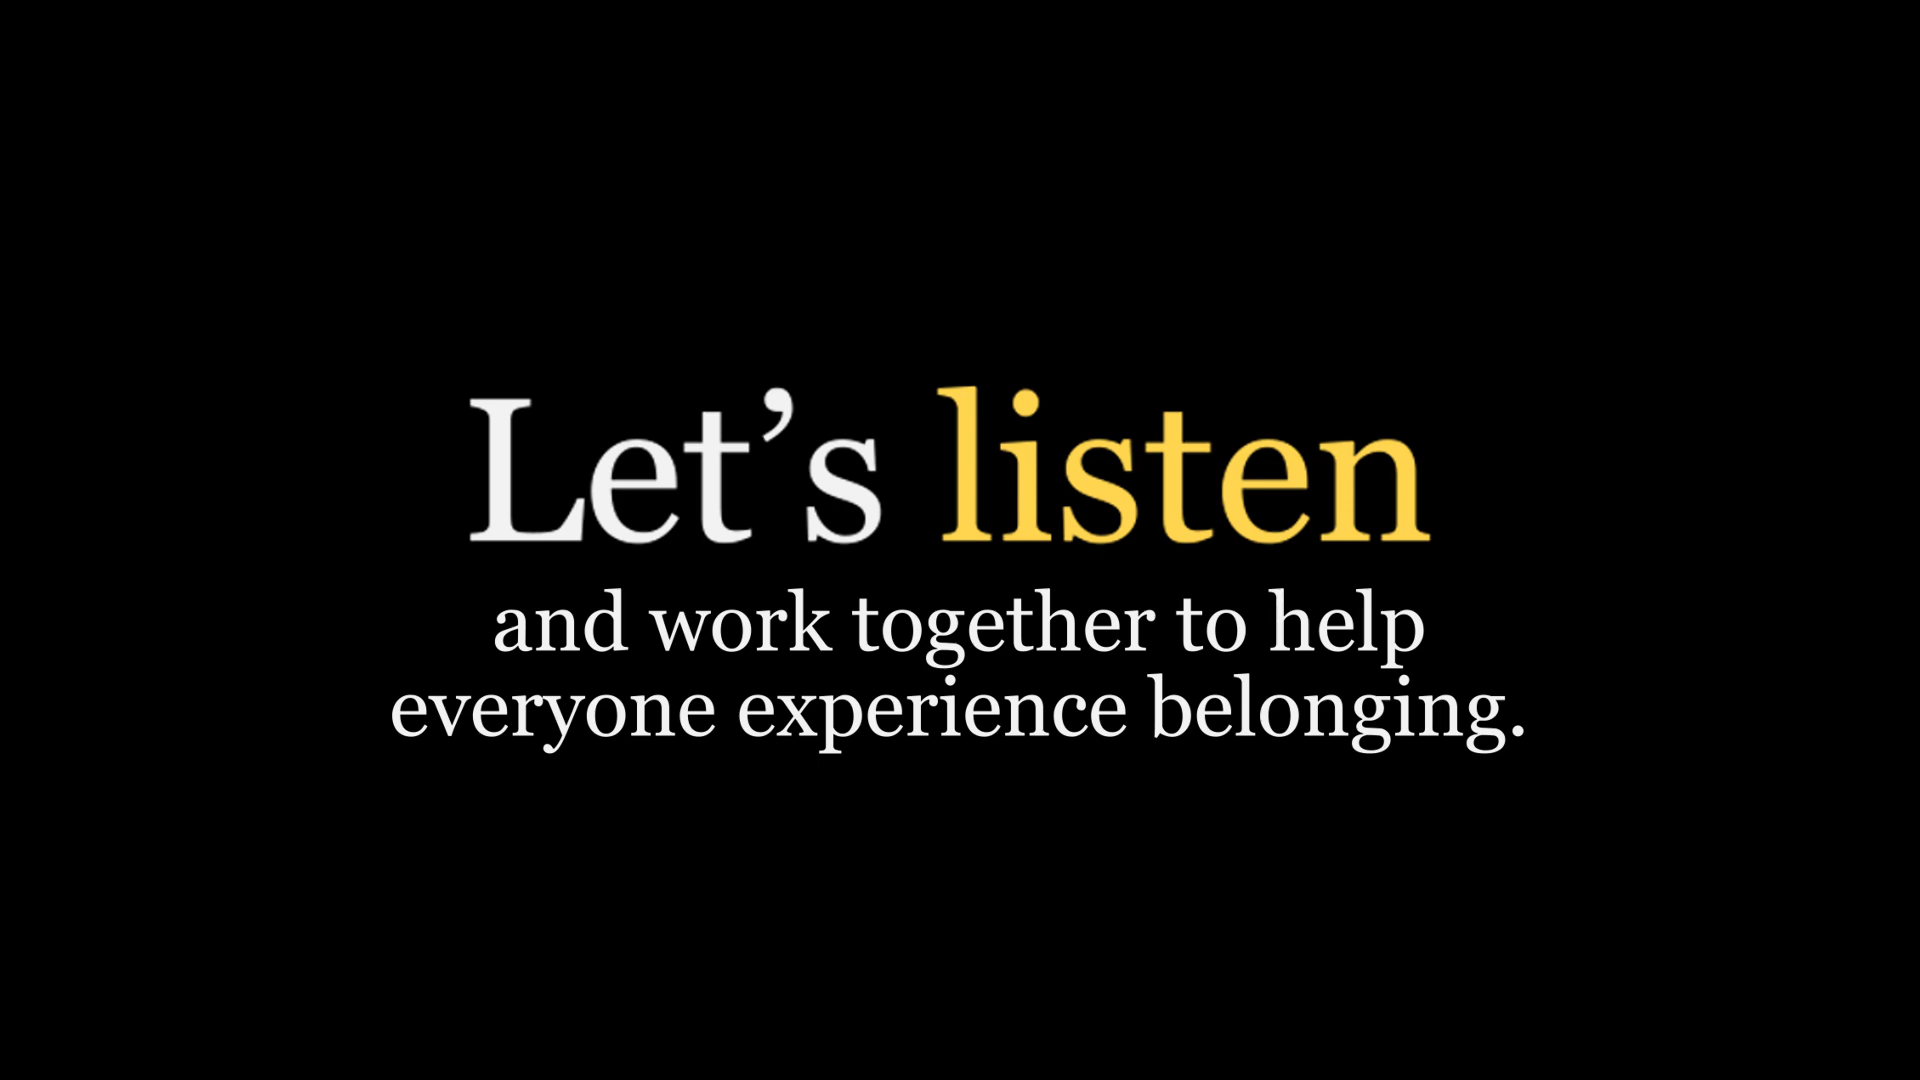 Let’s listen
and work together to help
everyone experience belonging.